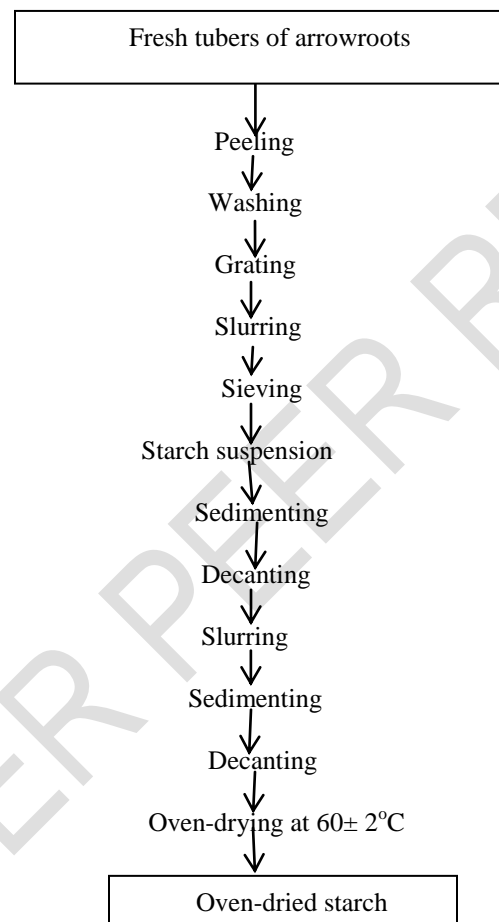 Fresh tubers of arrowroots
Peeling
Washing
Grating
Slurring
Sieving
Starch suspension
Sedimenting
Decanting
Slurring
Sedimenting
Decanting
Oven-drying at 60± 2°C
Oven-dried starch
PEER